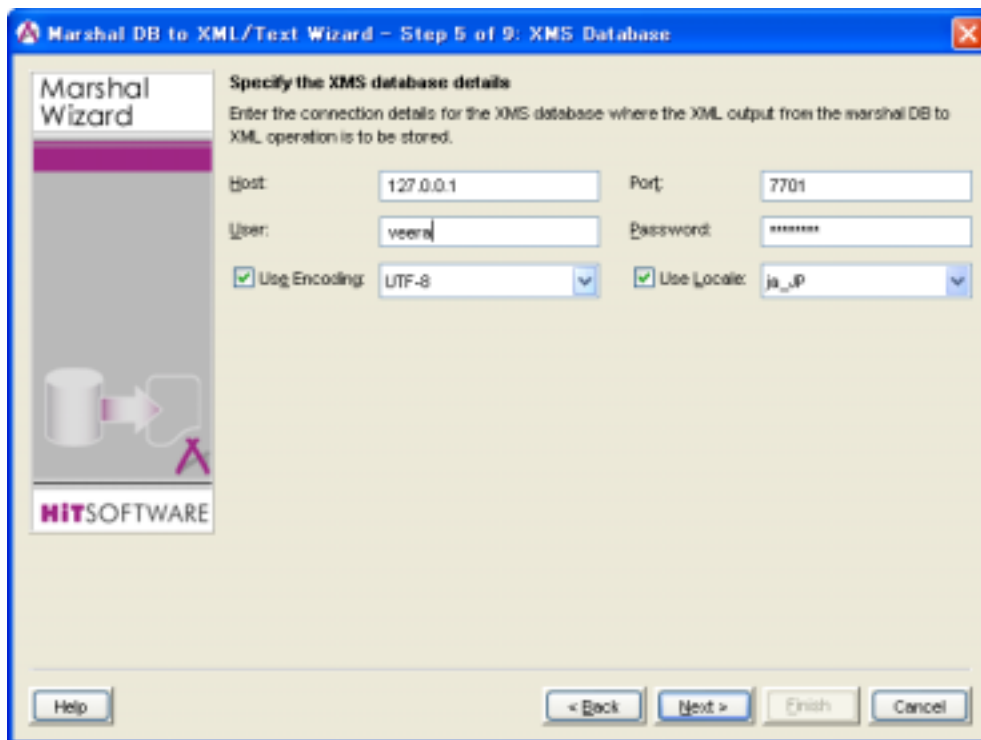 Marshal DB to XML/Text Wizard - Step 5 of 9: XMS Database
Marshal
Wizard
Specify the XMS database details
Enter the connection details for the XMS database where the XML output from the marshal DB to
XML operation is to be stored.
Host: 127.0.0.1 Port: 7701
User: veera Password: ********
Use Encoding: UTF-8 Use Locale: ja_JP
HiTSOFTWARE
Help < Back Next > Finish Cancel